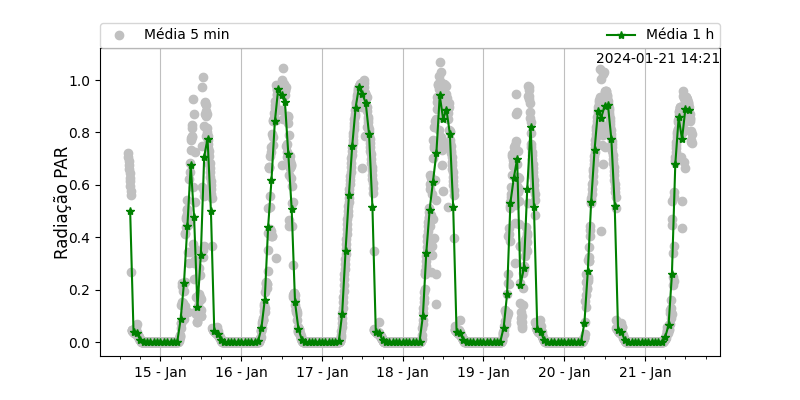 Média 5 min
Média 1 h
2024-01-21 14:21
Radiação PAR
1.0
0.8
0.6
0.4
0.2
0.0
15 - Jan
16 - Jan
17 - Jan
18 - Jan
19 - Jan
20 - Jan
21 - Jan